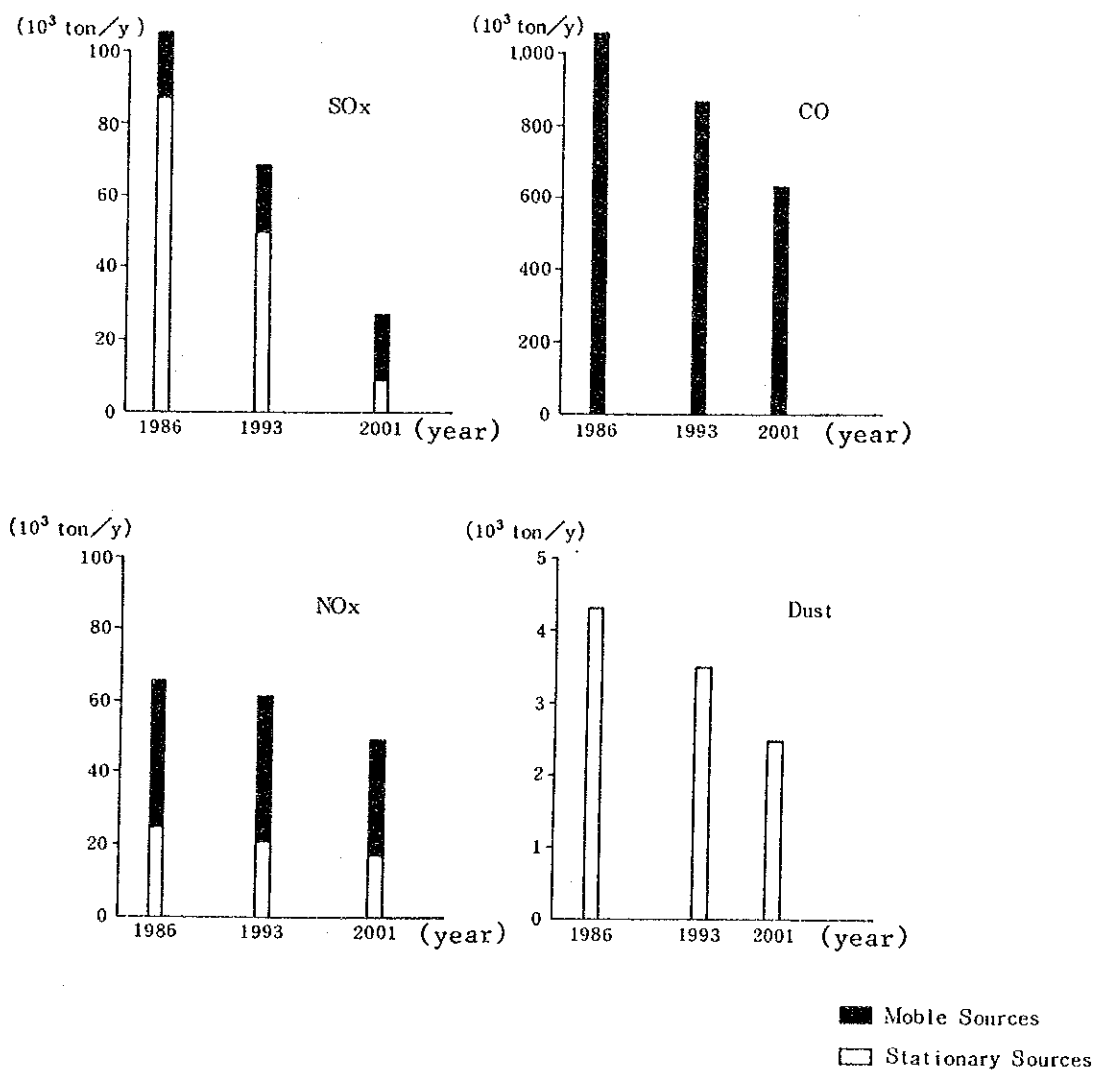 (10³ ton/y)
100
80
60
40
20
0
SOx
1986 1993 2001 (year)
(10³ ton/y)
1,000
800
600
400
200
0
CO
1986 1993 2001 (year)
(10³ ton/y)
100
80
60
40
20
0
NOx
1986 1993 2001 (year)
(10³ ton/y)
5
4
3
2
1
0
Dust
1986 1993 2001 (year)
Moble Sources
Stationary Sources